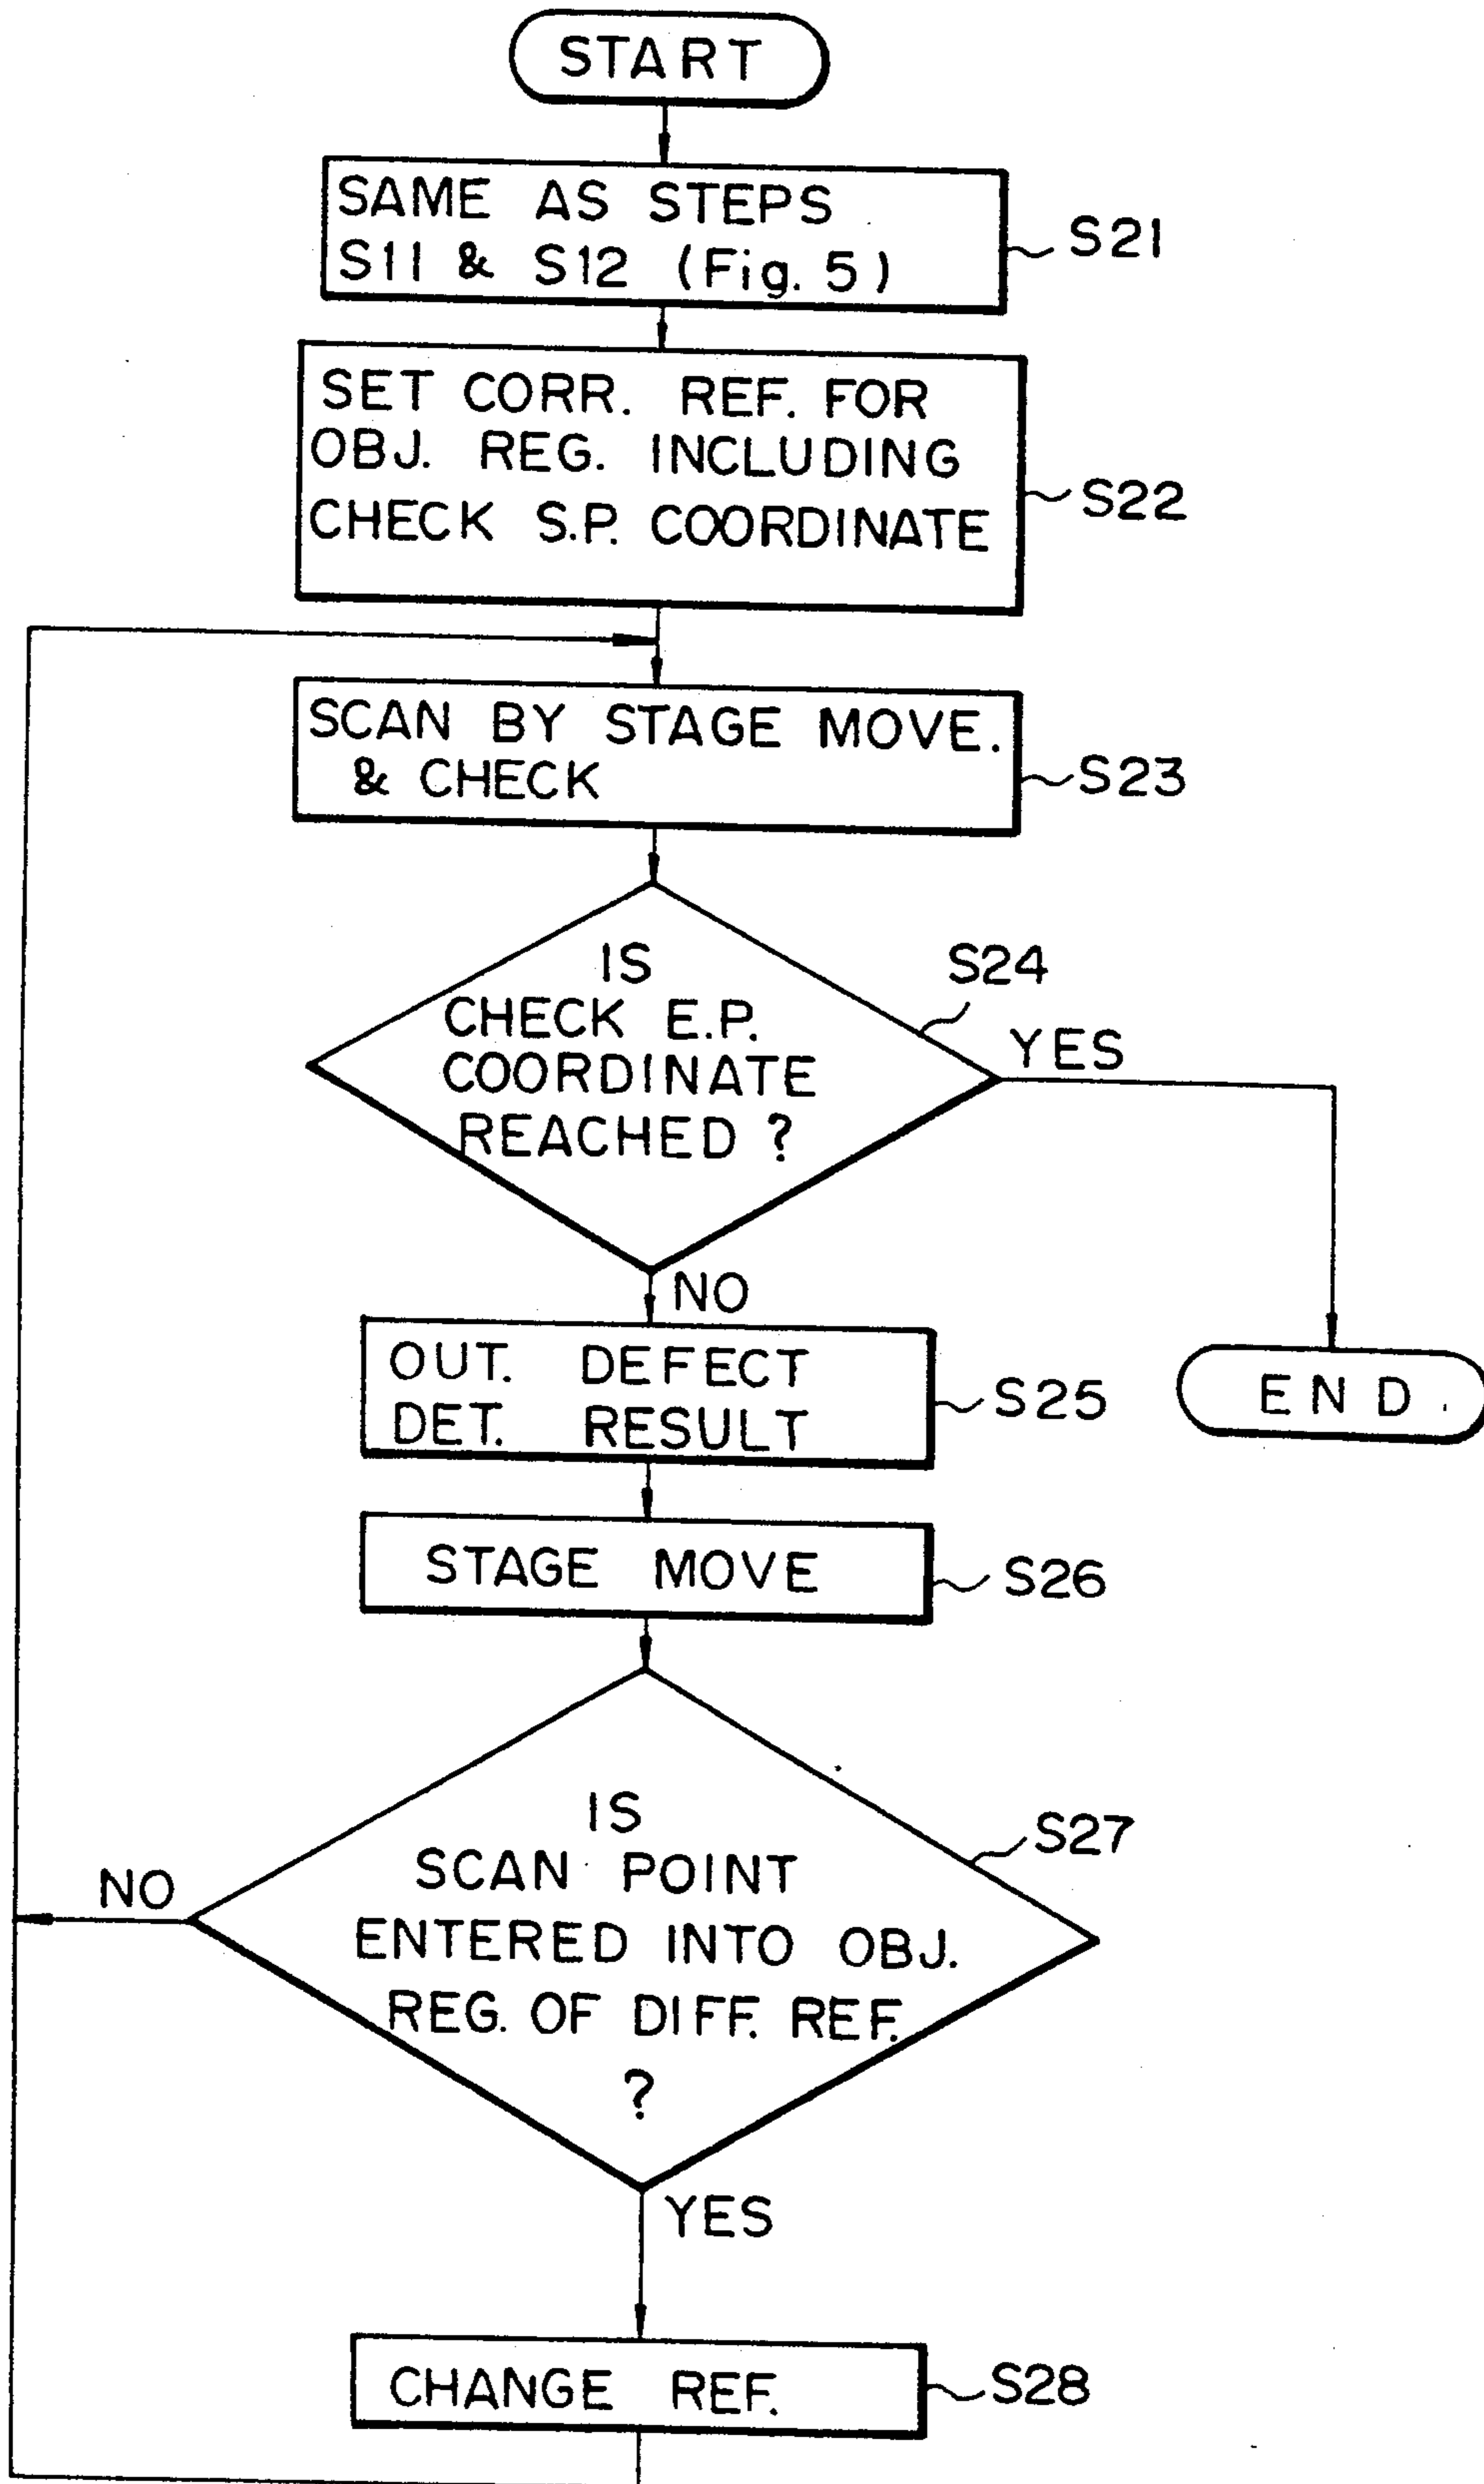 START
SAME AS STEPS
S11 & S12 (Fig. 5)
S21
SET CORR. REF. FOR
OBJ. REG. INCLUDING
CHECK S.P. COORDINATE
S22
SCAN BY STAGE MOVE.
& CHECK
S23
IS
CHECK E.P.
COORDINATE
REACHED ?
S24
YES
NO
OUT. DEFECT
DET. RESULT
S25
END
STAGE MOVE
S26
IS
SCAN POINT
ENTERED INTO OBJ.
REG. OF DIFF. REF.
?
S27
NO
YES
CHANGE REF.
S28